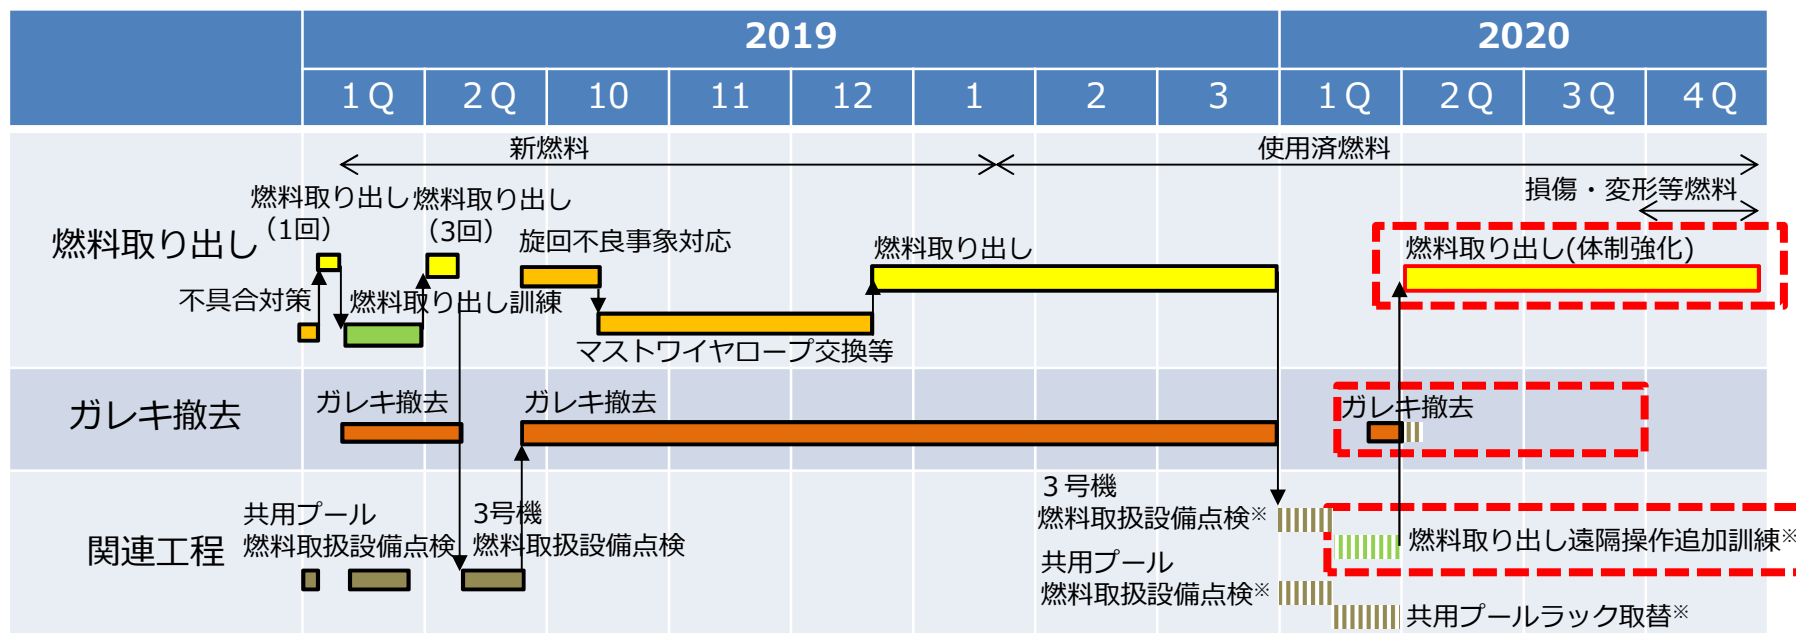 2019
2020
１Ｑ
２Ｑ
10
11
12
1
2
3
１Ｑ
２Ｑ
３Ｑ
４Ｑ
燃料取り出し
新燃料
使用済燃料
損傷・変形等燃料
燃料取り出し
（1回）
燃料取り出し
（3回）
旋回不良事象対応
燃料取り出し
燃料取り出し(体制強化)
不具合対策
燃料取り出し訓練
マストワイヤロープ交換等
ガレキ撤去
ガレキ撤去
ガレキ撤去
ガレキ撤去
関連工程
共用プール
燃料取扱設備点検
3号機
燃料取扱設備点検
３号機
燃料取扱設備点検※
燃料取り出し遠隔操作追加訓練※
共用プール
燃料取扱設備点検※
共用プールラック取替※